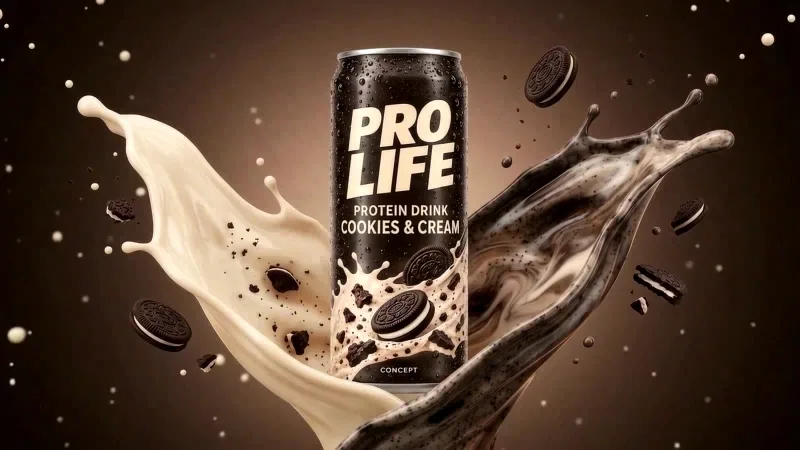 PRO
LIFE
PROTEIN DRINK
COOKIES & CREAM
CONCEPT